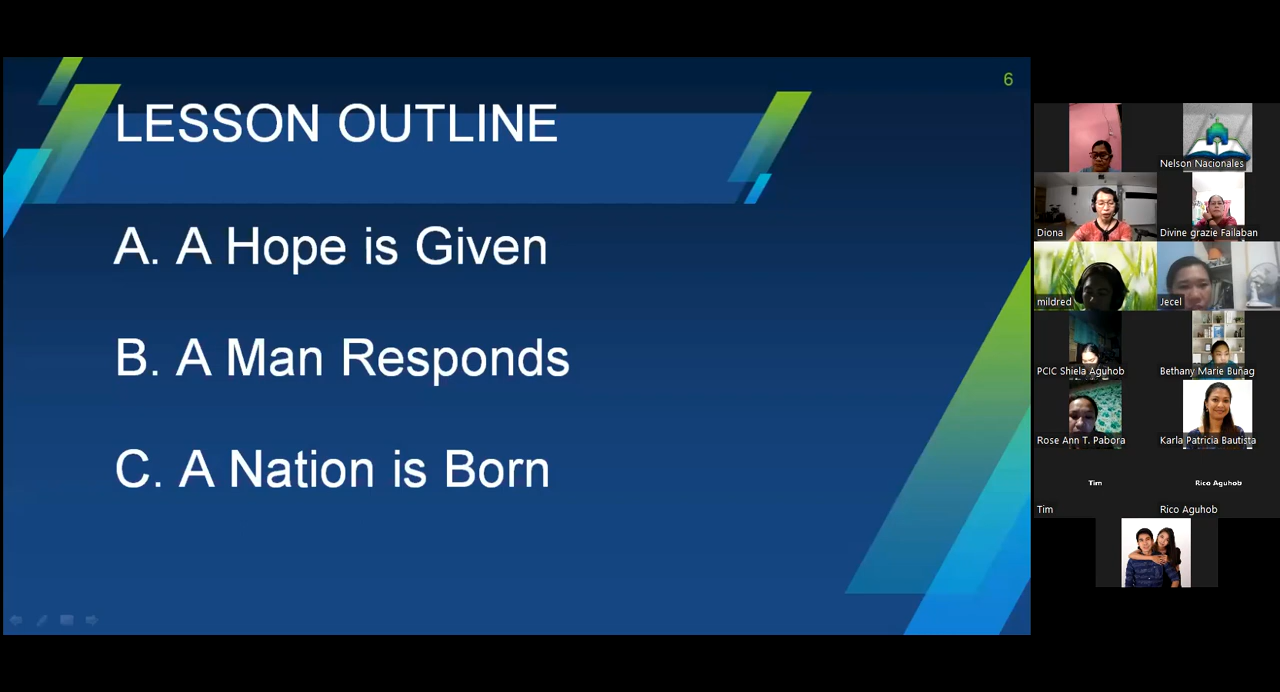 6
LESSON OUTLINE
A. A Hope is Given
B. A Man Responds
C. A Nation is Born
Nelson Nacionales
Diona
Divine grazie Failaban
mildred
Jecel
PCIC Shiela Aguhob
Bethany Marie Buñag
Rose Ann T. Pabora
Karla Patricia Bautista
Tim
Rico Aguhob
Tim
Rico Aguhob